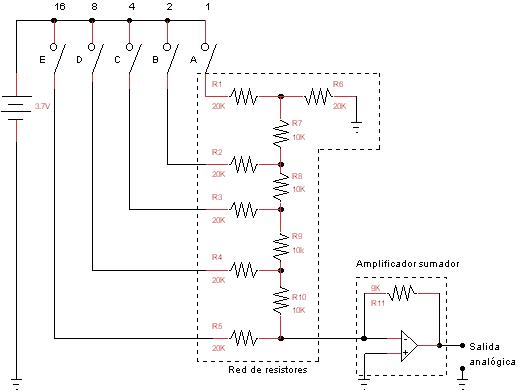 16 8 4 2 1
E D C B A
3.7V
R1 20K
R6 20K
R7 10K
R2 20K
R8 10K
R3 20K
R9 10k
R4 20K
R10 10K
R5 20K
Red de resistores
Amplificador sumador
9K
R11
Salida
analógica